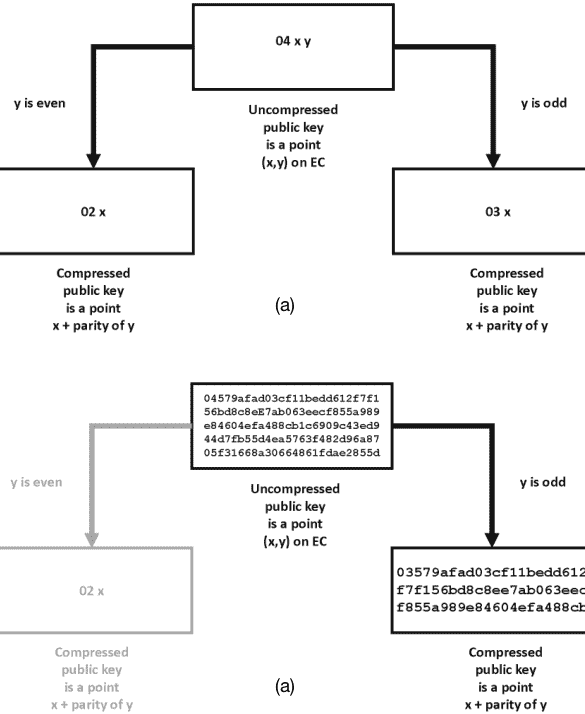 04 x y
y is even
y is odd
Uncompressed
public key
is a point
(x,y) on EC
02 x
03 x
Compressed
public key
is a point
x + parity of y
(a)
Compressed
public key
is a point
x + parity of y
04579afad03cf11bedd612f7f1
56bd8c8eE7ab063eecf855a989
e84604efa488cb1c6909c43ed9
44d7fb55d4ea5763f482d96a87
05f31668a30664861fdae2855d
y is even
y is odd
Uncompressed
public key
is a point
(x,y) on EC
02 x
03579afad03cf11bedd612
f7f156bd8c8ee7ab063eec
f855a989e84604efa488cb
Compressed
public key
is a point
x + parity of y
(a)
Compressed
public key
is a point
x + parity of y